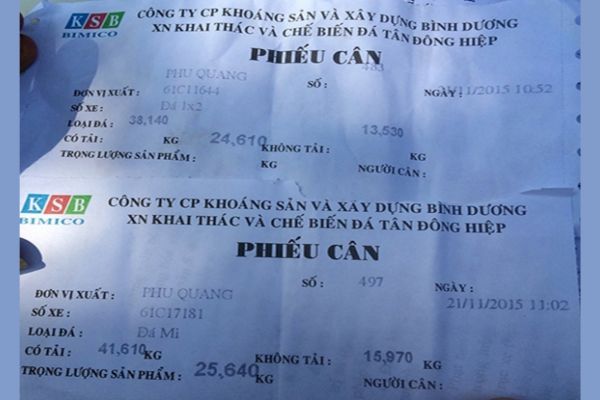 KSB
BIMICO
CÔNG TY CP KHOÁNG SẢN VÀ XÂY DỰNG BÌNH DƯƠNG
XN KHAI THÁC VÀ CHẾ BIẾN ĐÁ TÂN ĐÔNG HIỆP
PHIẾU CÂN
ĐƠN VỊ XUẤT : PHU QUANG SỐ : NGÀY : 21/11/2015 10:52
SỐ XE : 61C11644
LOẠI ĐÁ : Đá 1x2
CÓ TẢI : 38,140 KG KHÔNG TẢI : 13,530 KG
TRỌNG LƯỢNG SẢN PHẨM : 24,610 KG NGƯỜI CÂN :
KSB
BIMICO
CÔNG TY CP KHOÁNG SẢN VÀ XÂY DỰNG BÌNH DƯƠNG
XN KHAI THÁC VÀ CHẾ BIẾN ĐÁ TÂN ĐÔNG HIỆP
PHIẾU CÂN
SỐ : 497 NGÀY :
ĐƠN VỊ XUẤT : PHU QUANG 21/11/2015 11:02
SỐ XE : 61C17181
LOẠI ĐÁ : Đá Mi
CÓ TẢI : 41,610 KG KHÔNG TẢI : 15,970 KG
TRỌNG LƯỢNG SẢN PHẨM : 25,640 KG NGƯỜI CÂN :